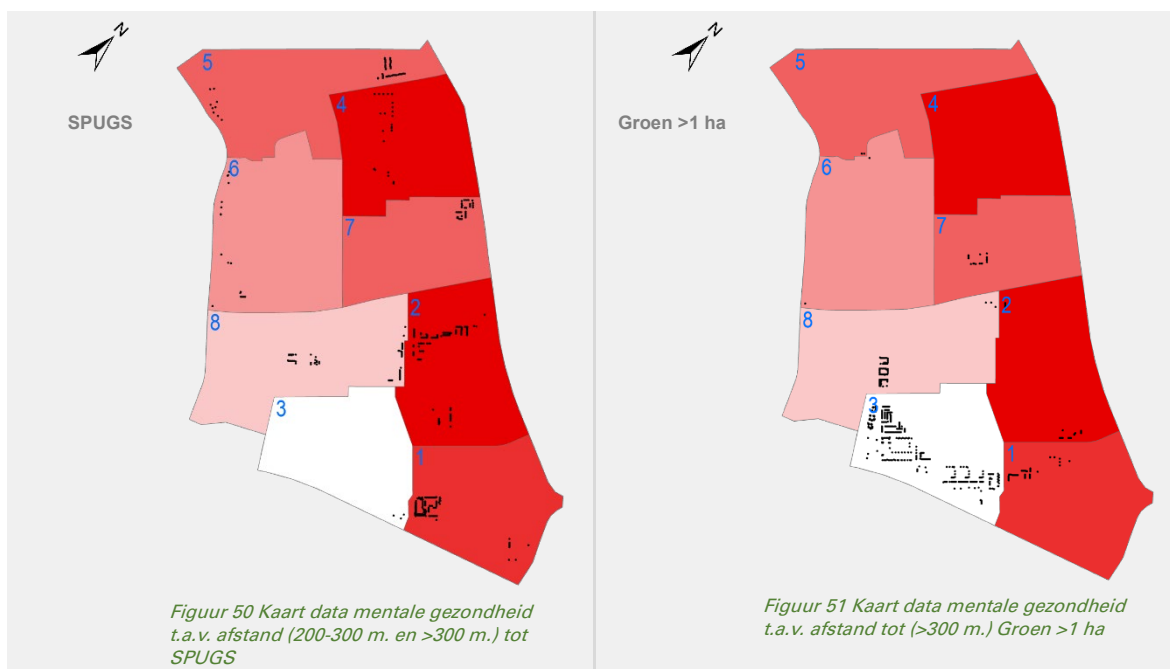 N
SPUGS
5
4
6
7
2
8
3
1
Figuur 50 Kaart data mentale gezondheid
t.a.v. afstand (200-300 m. en >300 m.) tot
SPUGS
N
Groen >1 ha
5
4
6
7
2
8
3
1
Figuur 51 Kaart data mentale gezondheid
t.a.v. afstand tot (>300 m.) Groen >1 ha